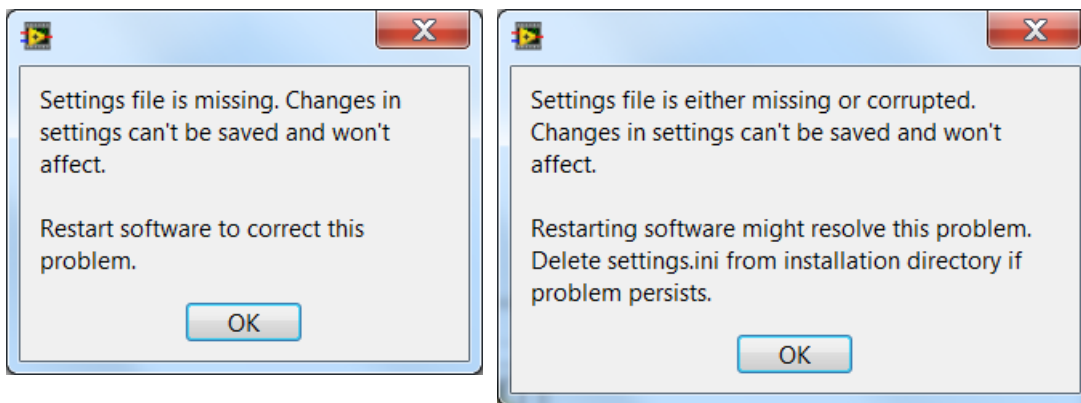 Settings file is missing. Changes in
settings can't be saved and won't
affect.
Restart software to correct this
problem.
OK
Settings file is either missing or corrupted.
Changes in settings can't be saved and won't
affect.
Restarting software might resolve this problem.
Delete settings.ini from installation directory if
problem persists.
OK